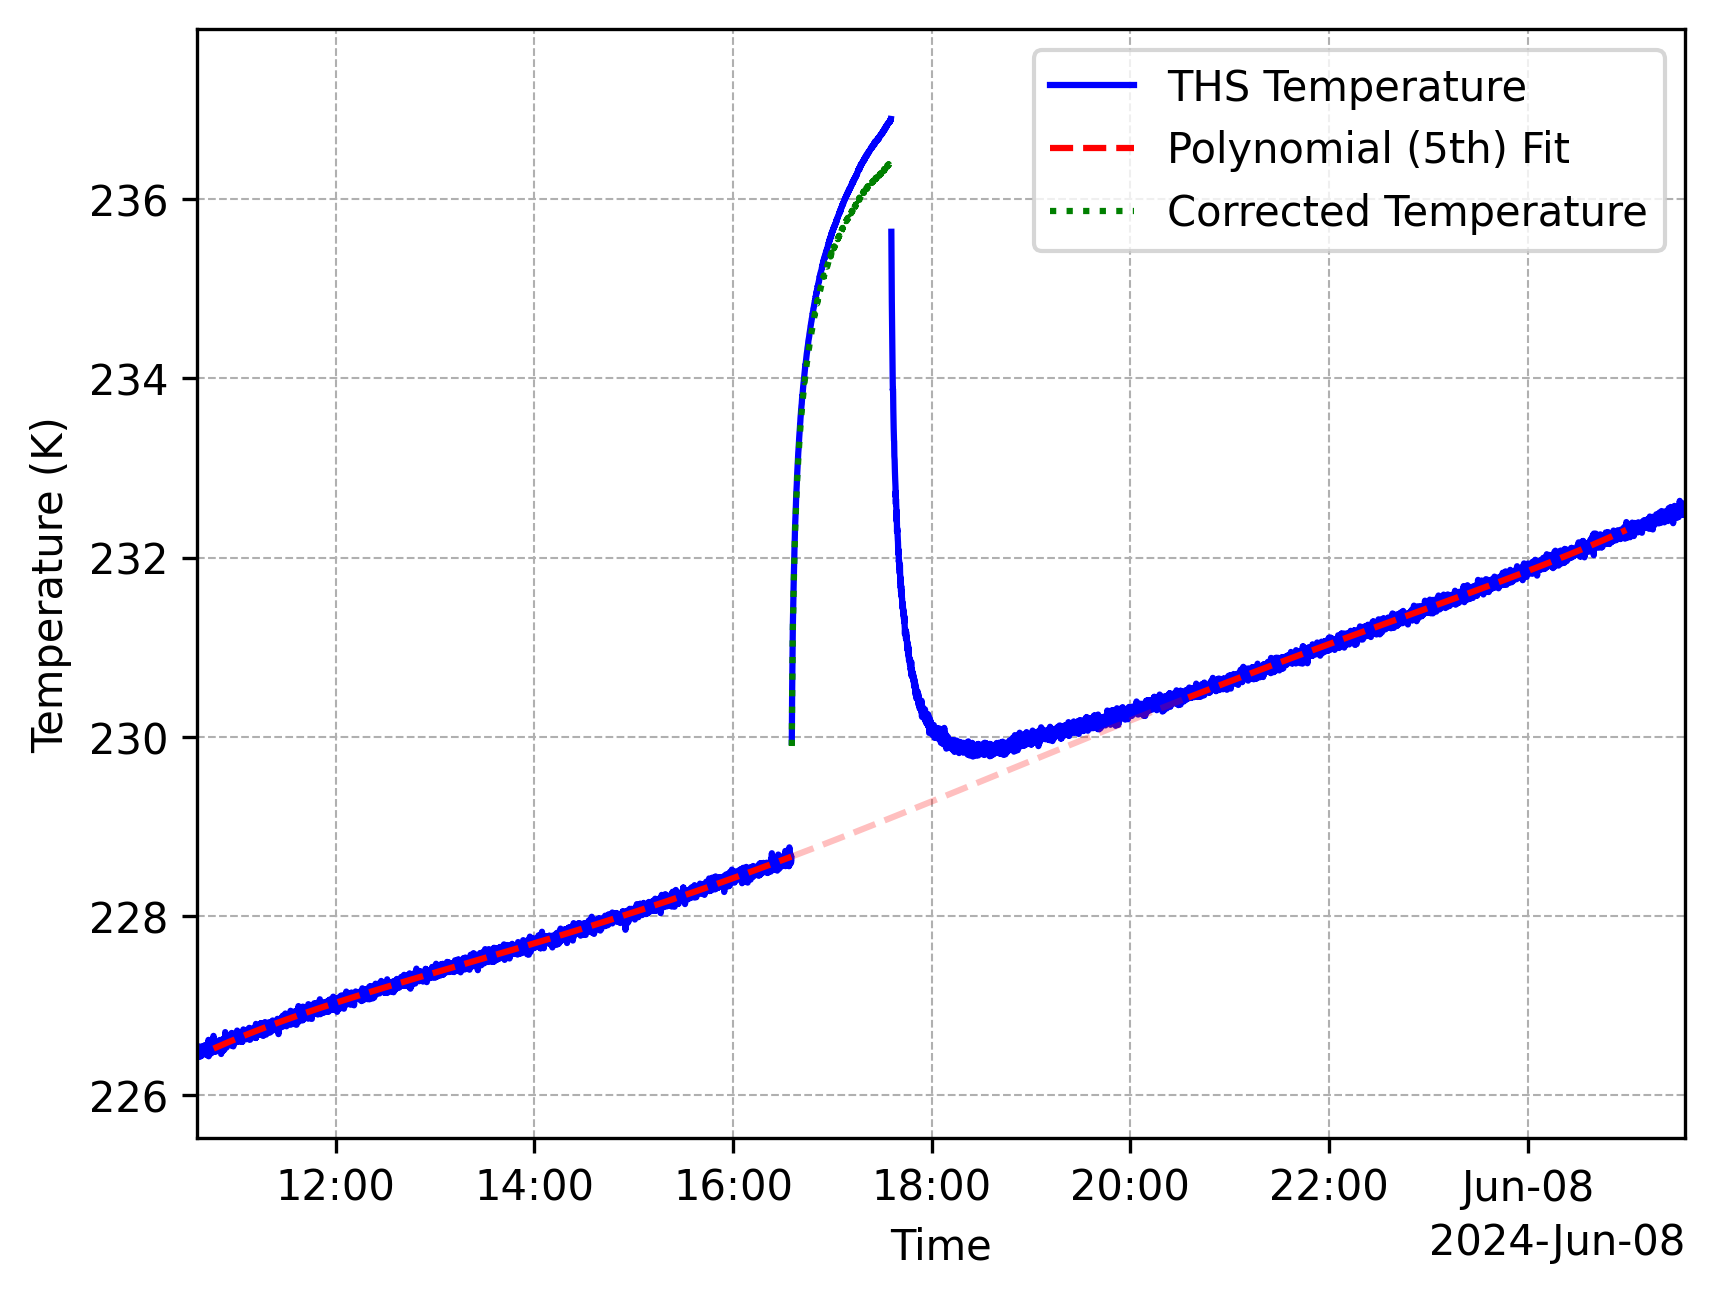 THS Temperature
Polynomial (5th) Fit
Corrected Temperature
236
234
232
230
228
226
Temperature (K)
12:00 14:00 16:00 18:00 20:00 22:00 Jun-08
Time
2024-Jun-08